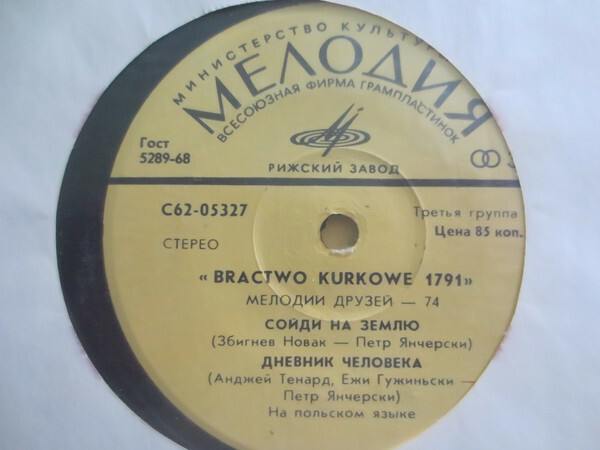 МИНИСТЕРСТВО КУЛЬТУР
МЕЛОДИЯ
ВСЕСОЮЗНАЯ ФИРМА ГРАМПЛАСТИНОК
Гост
5289-68
РИЖСКИЙ ЗАВОД
С62-05327
Третья группа
Цена 85 коп.
СТЕРЕО
« BRACTWO KURKOWE 1791»
МЕЛОДИИ ДРУЗЕЙ — 74
СОЙДИ НА ЗЕМЛЮ
(Збигнев Новак — Петр Янчерски)
ДНЕВНИК ЧЕЛОВЕКА
(Анджей Тенард, Ежи Гужиньски —
Петр Янчерски)
На польском языке